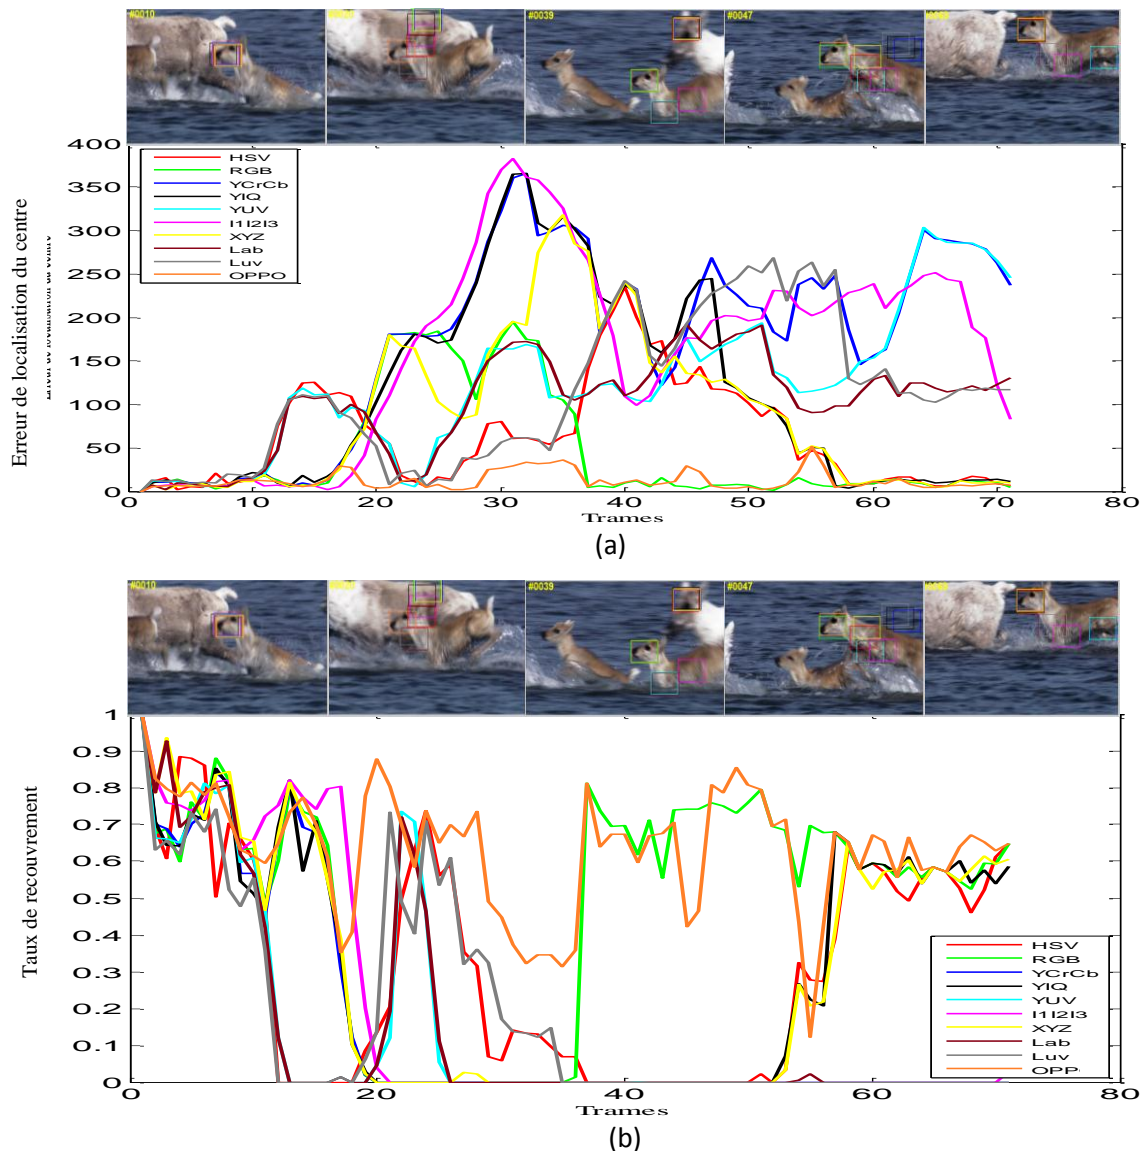 #0010
#0039
#0047
Erreur de localisation du centre
400
350
300
250
200
150
100
50
0
HSV
RGB
YCrCb
YIQ
YUV
I1I2I3
XYZ
Lab
Luv
OPPO
0 10 20 30 40 50 60 70 80
Trames
(a)
#0010
#0039
#0047
Taux de recouvrement
1
0.9
0.8
0.7
0.6
0.5
0.4
0.3
0.2
0.1
0
HSV
RGB
YCrCb
YIQ
YUV
I1I2I3
XYZ
Lab
Luv
OPP
0 20 40 60 80
Trames
(b)